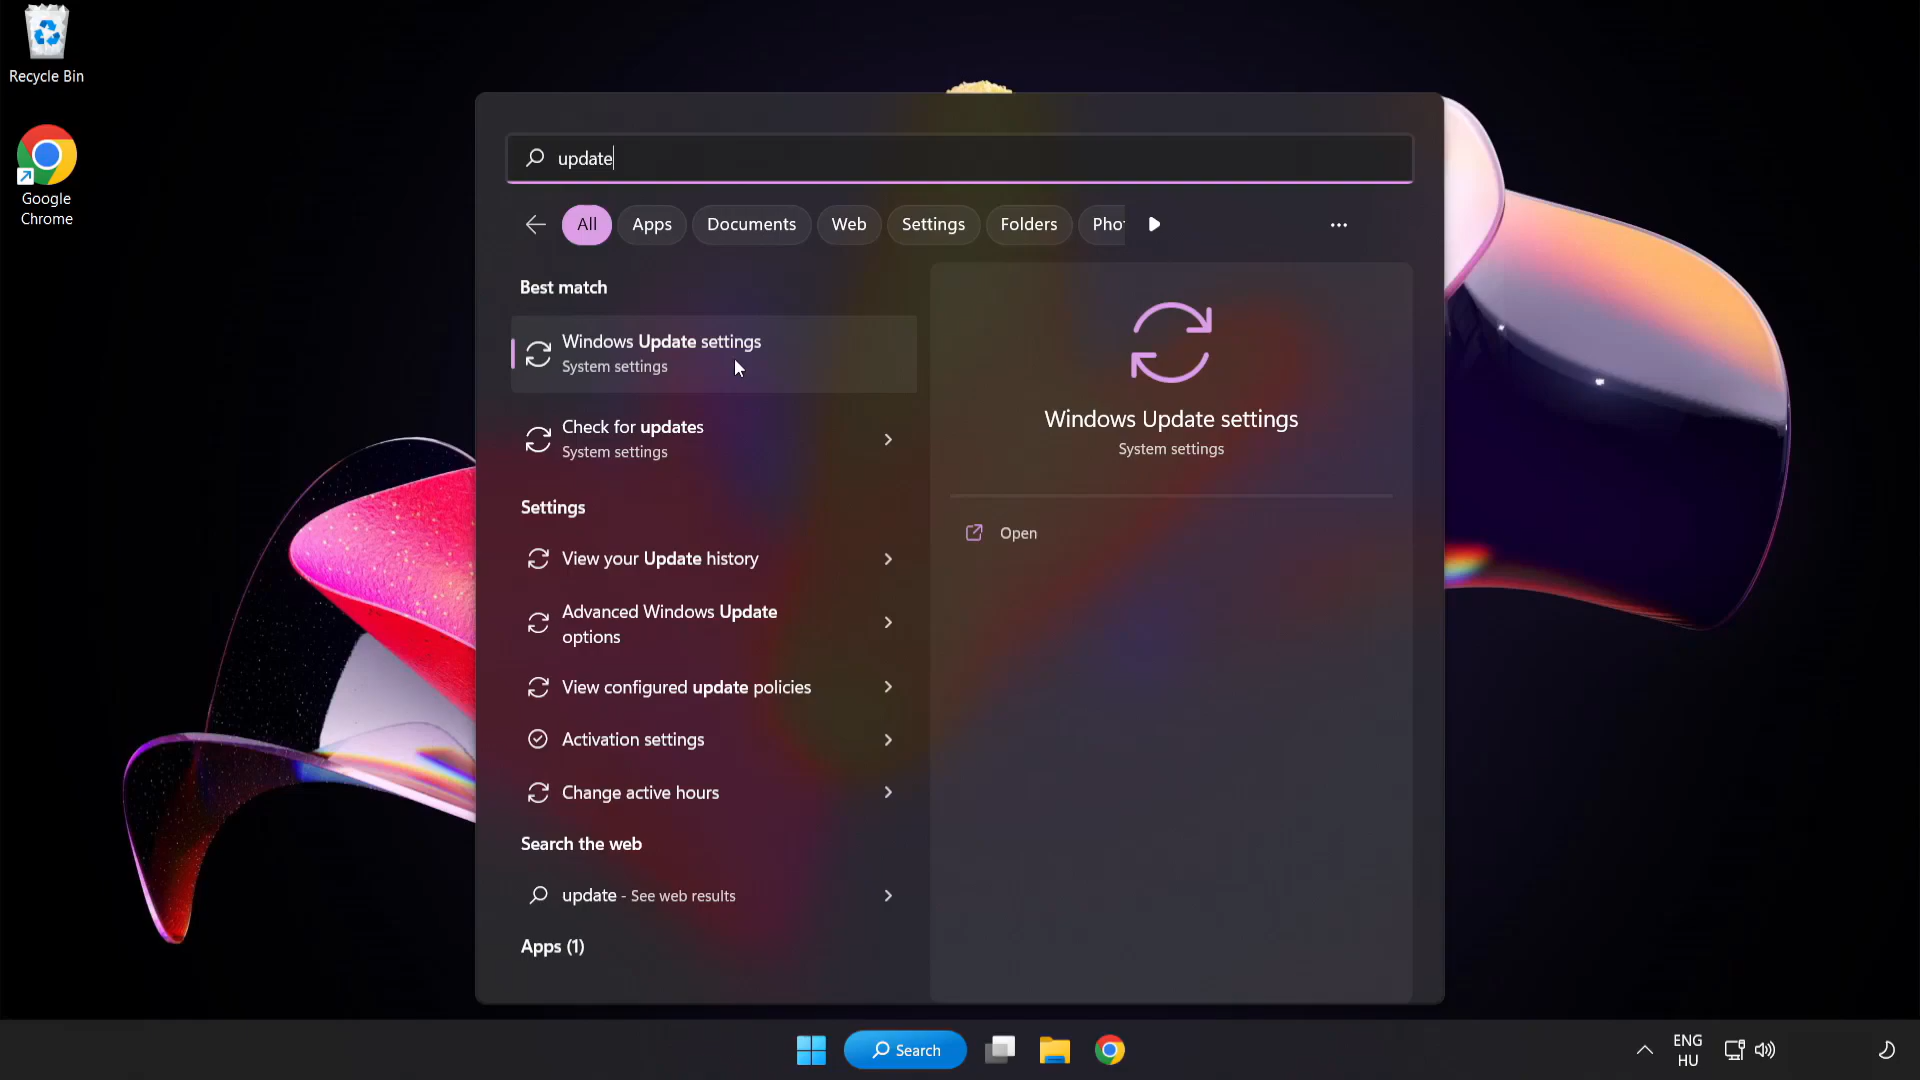 Recycle Bin
Google
Chrome
update
All
Apps
Documents
Web
Settings
Folders
Pho
Best match
Windows Update settings
System settings
Check for updates
System settings
Settings
View your Update history
Advanced Windows Update
options
View configured update policies
Activation settings
Change active hours
Search the web
update - See web results
Apps (1)
Windows Update settings
System settings
Open
Search
ENG
HU